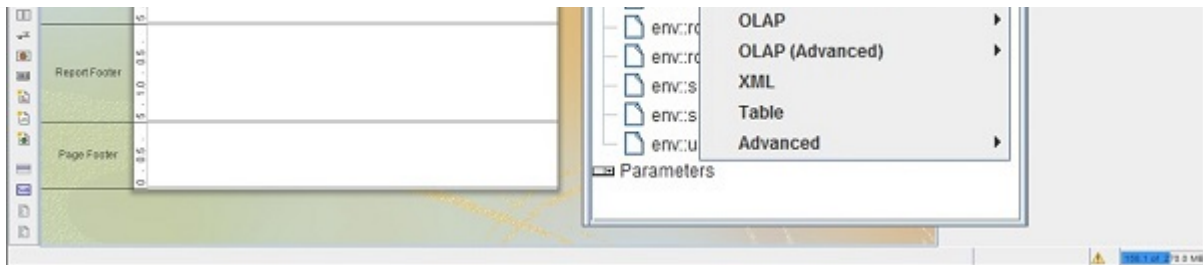 Report Footer
Page Footer
env::ro
env::ro
env::s
env::s
env::u
Parameters
OLAP
OLAP (Advanced)
XML
Table
Advanced